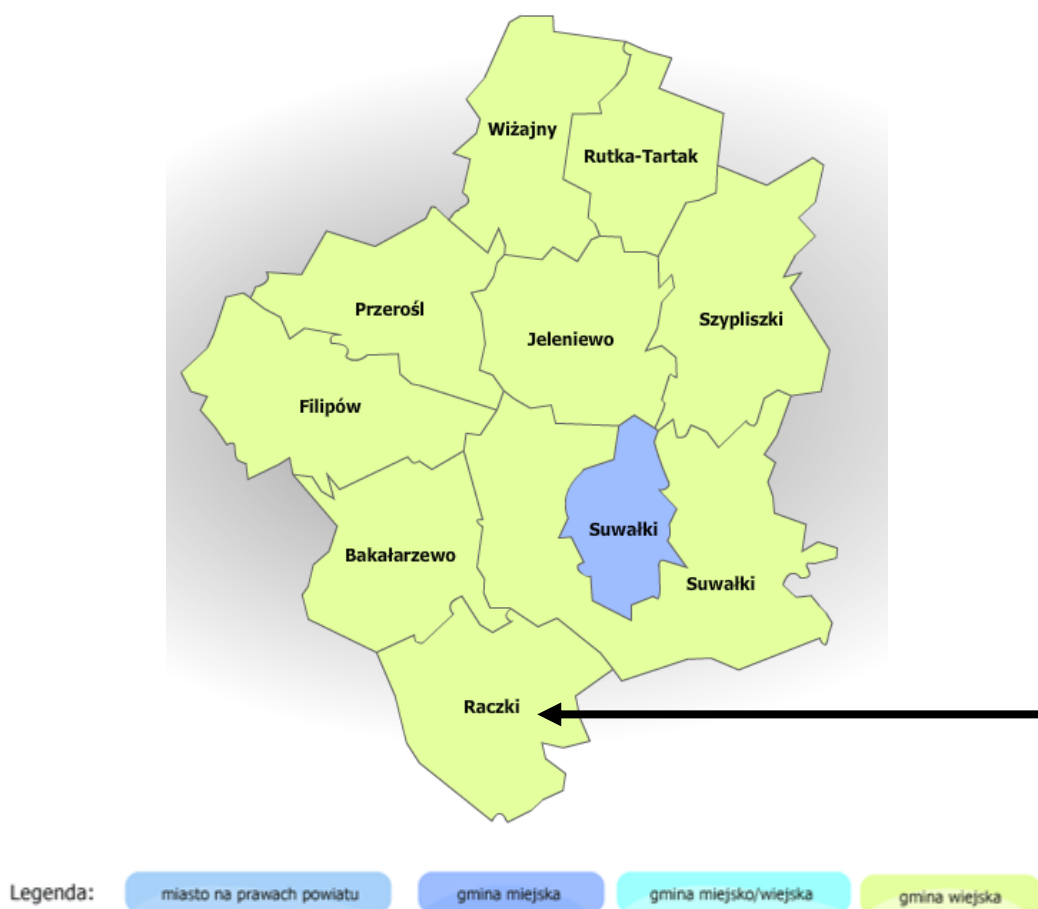 Wiżajny
Rutka-Tartak
Przerośl
Szypliszki
Jeleniewo
Filipów
Suwałki
Bakałarzewo
Suwałki
Raczki
Legenda:
miasto na prawach powiatu
gmina miejska
gmina miejsko/wiejska
gmina wiejska